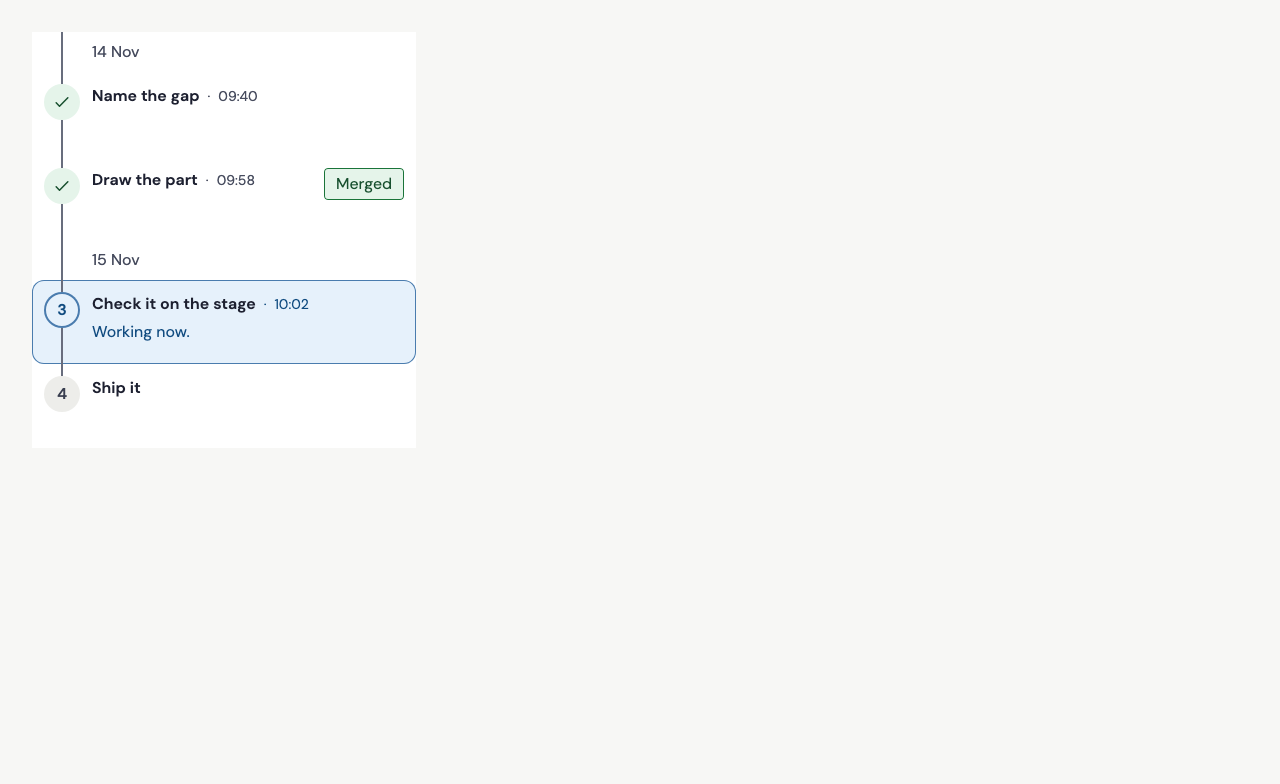 14 Nov
Name the gap · 09:40
Draw the part · 09:58 Merged
15 Nov
3 Check it on the stage · 10:02
Working now.
4 Ship it